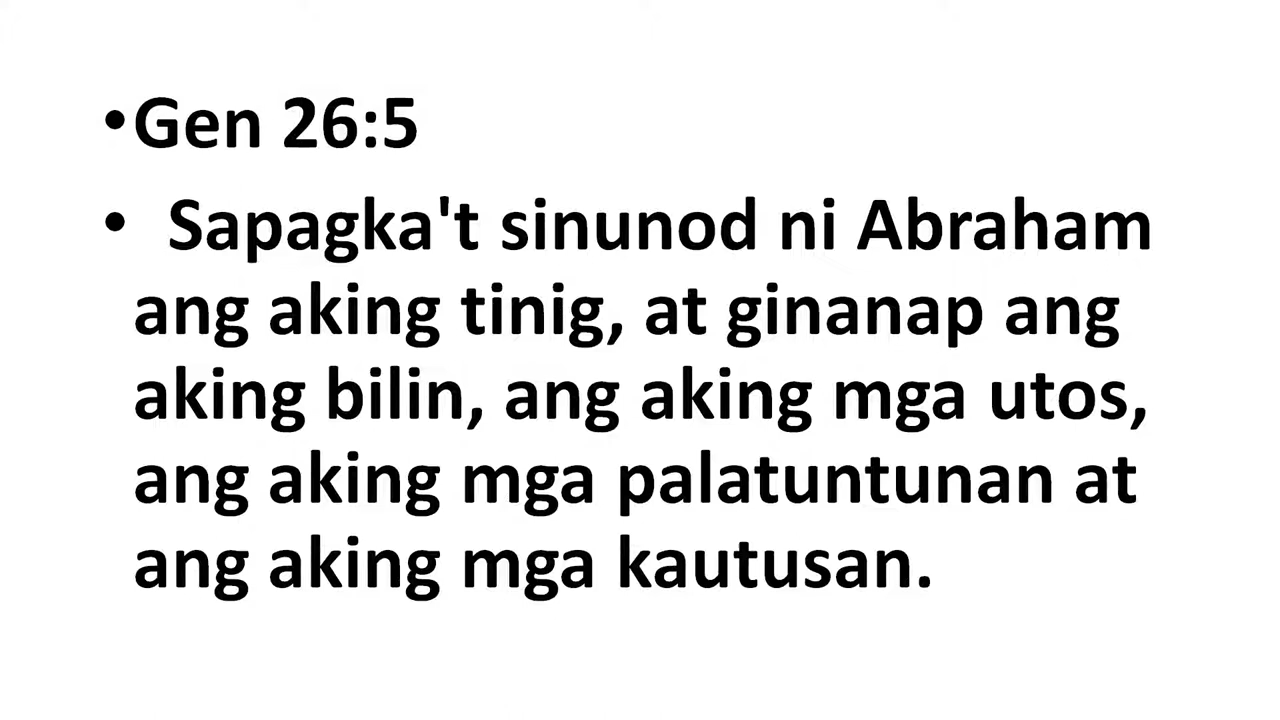 •Gen 26:5
• Sapagka't sinunod ni Abraham
ang aking tinig, at ginanap ang
aking bilin, ang aking mga utos,
ang aking mga palatuntunan at
ang aking mga kautusan.